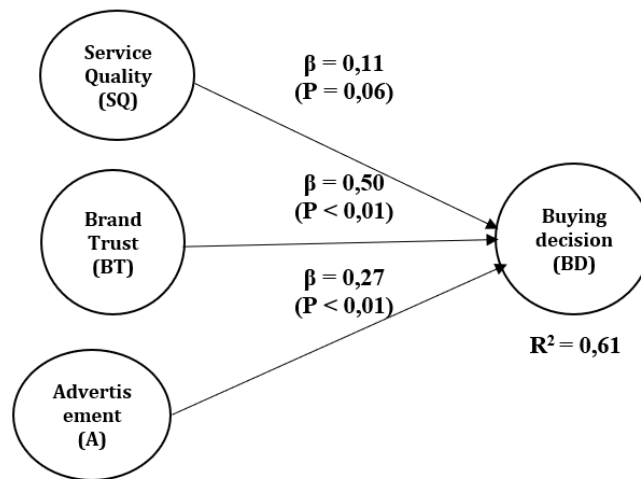 Service
Quality
(SQ)
β = 0,11
(P = 0,06)
Brand
Trust
(BT)
β = 0,50
(P < 0,01)
Buying
decision
(BD)
β = 0,27
(P < 0,01)
R² = 0,61
Advertis
ement
(A)